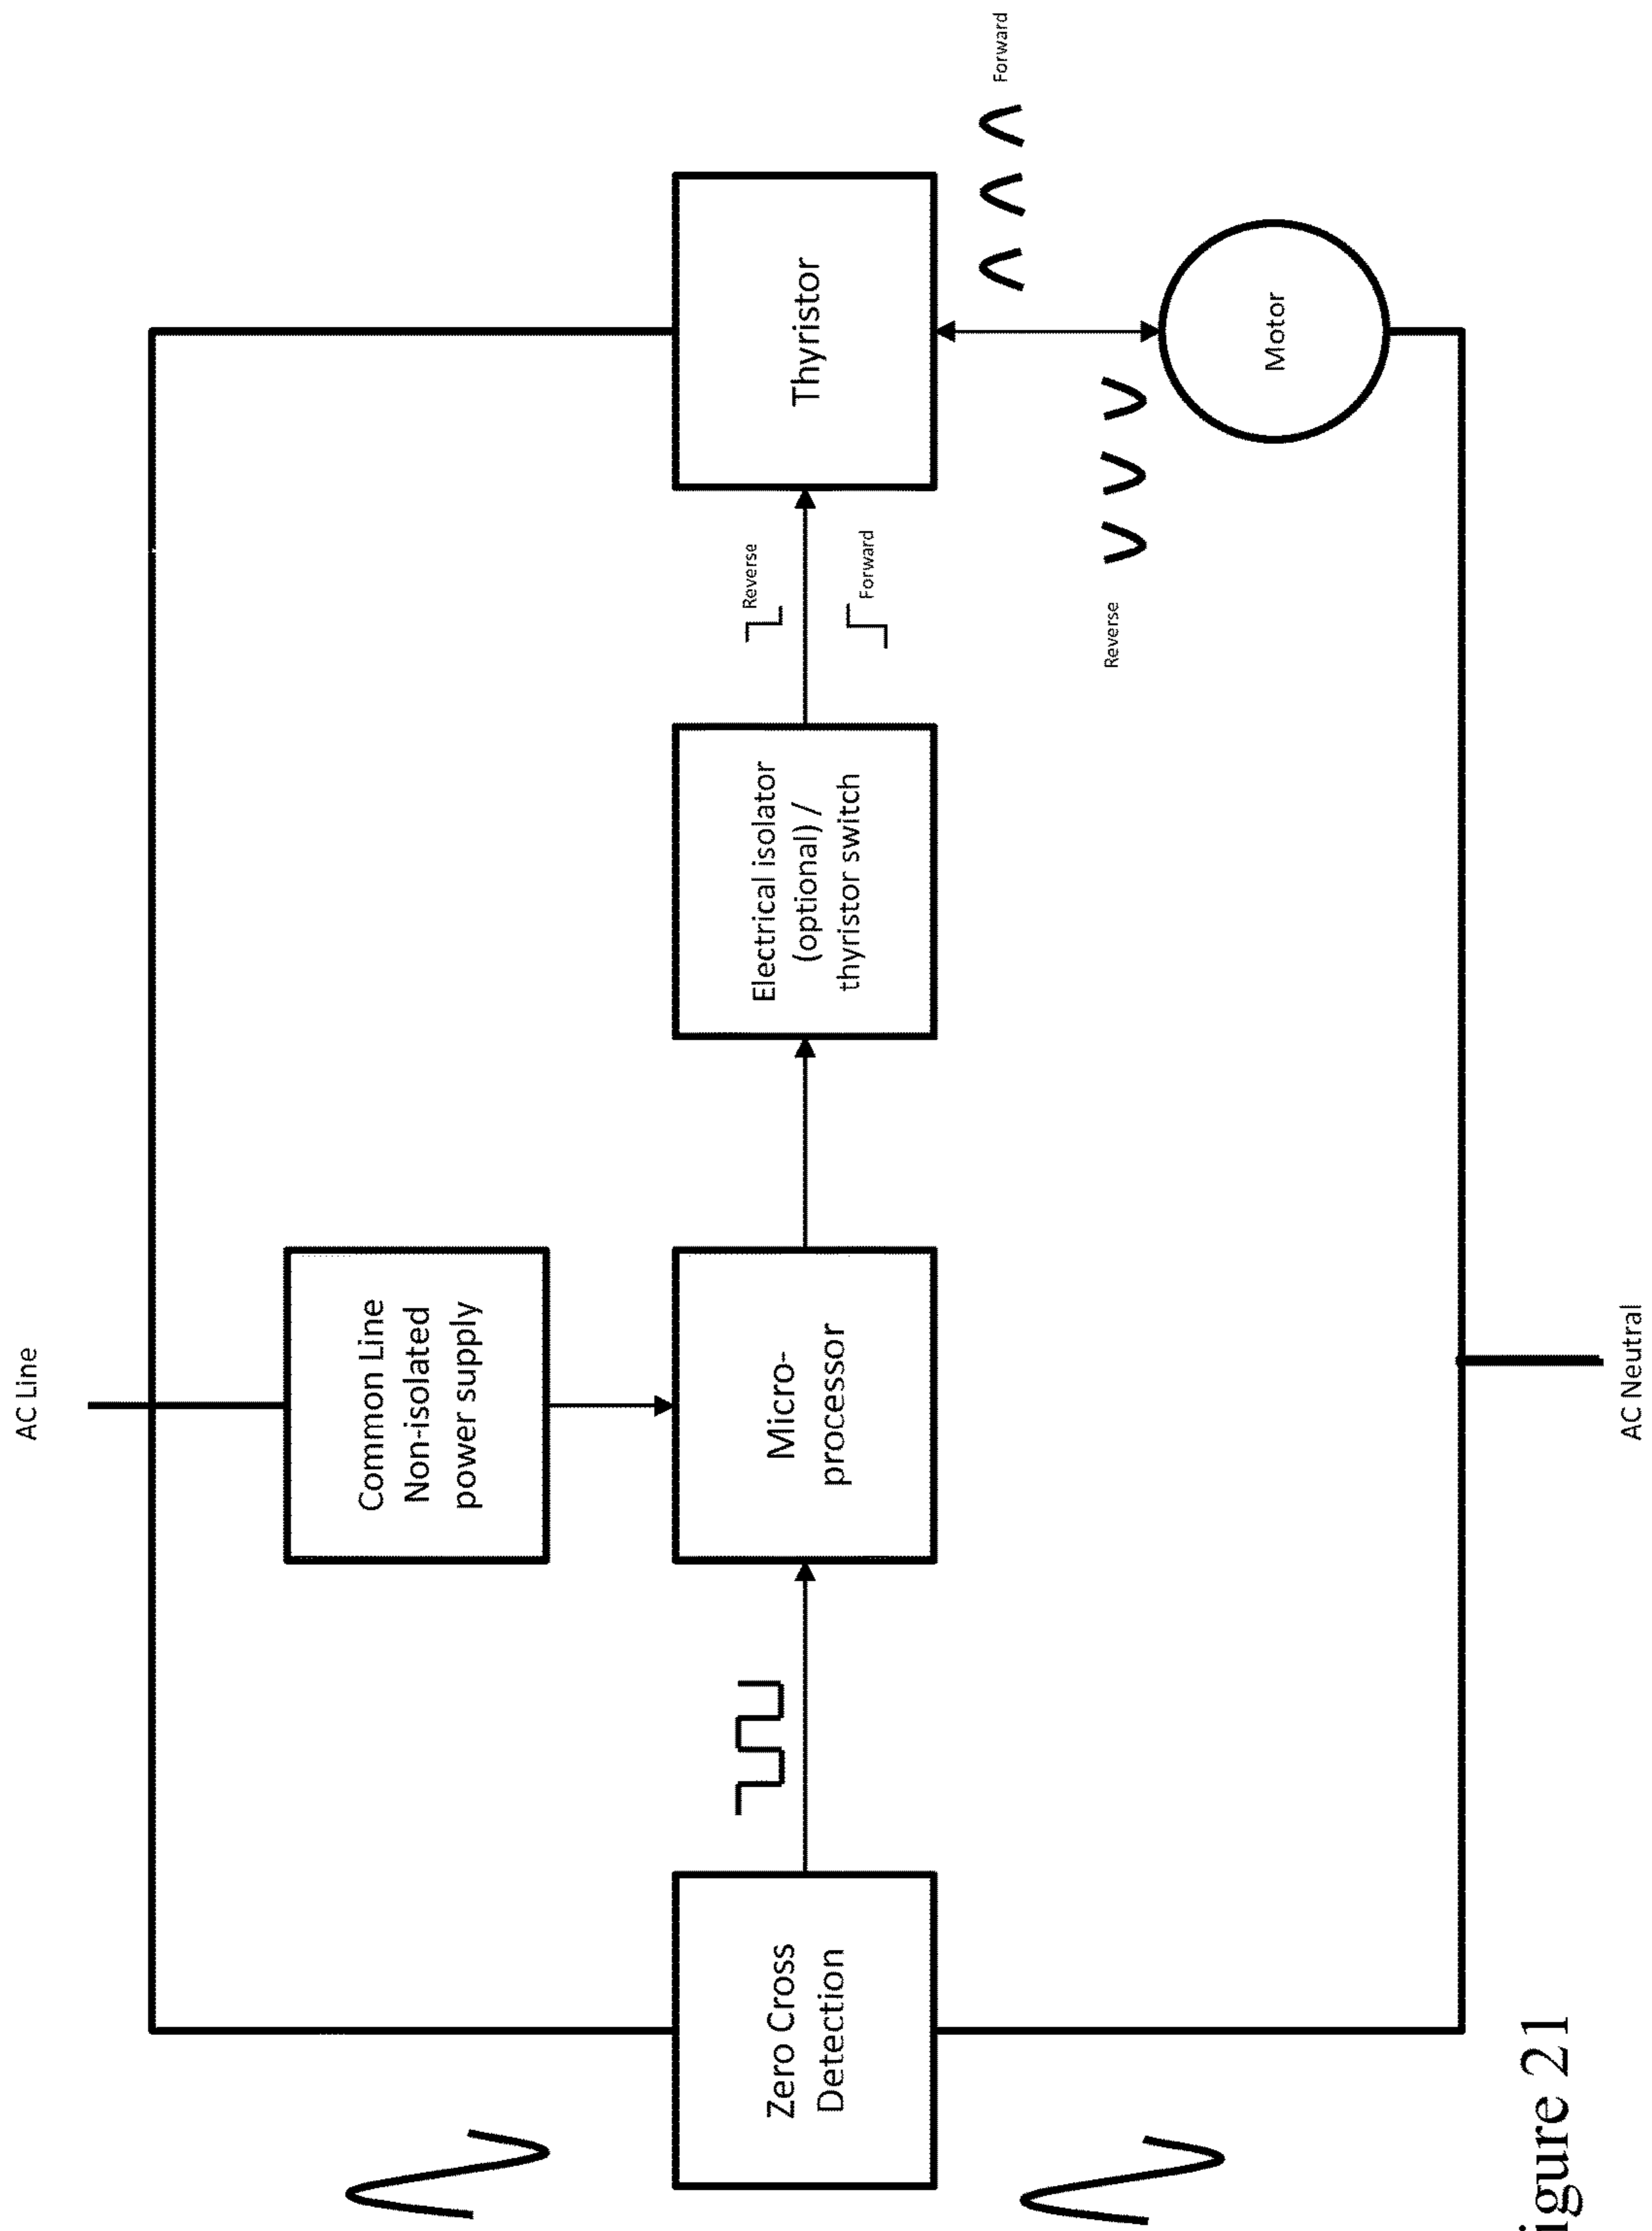 AC Line
Common Line
Non-isolated
power supply
Zero Cross
Detection
Micro-
processor
Electrical isolator
(optional) /
thyristor switch
Reverse
Forward
Thyristor
Forward
Reverse
Motor
AC Neutral
igure 21